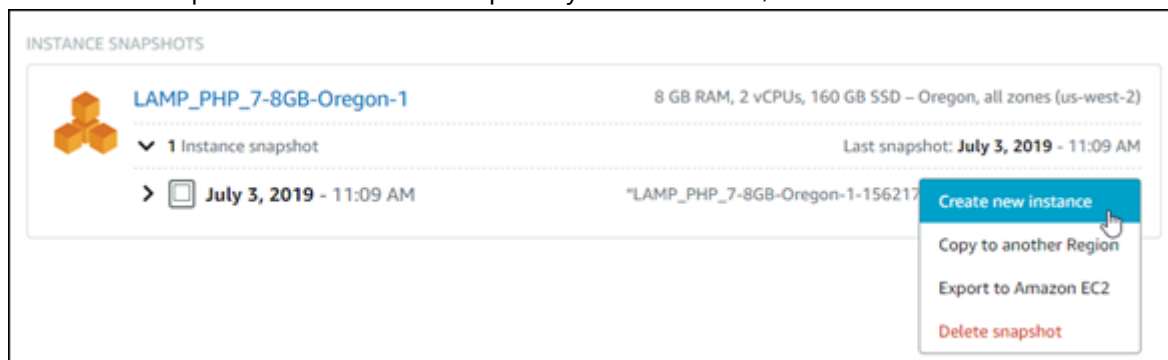 INSTANCE SNAPSHOTS
LAMP_PHP_7-8GB-Oregon-1 8 GB RAM, 2 vCPUs, 160 GB SSD – Oregon, all zones (us-west-2)
1 Instance snapshot Last snapshot: July 3, 2019 - 11:09 AM
July 3, 2019 - 11:09 AM "LAMP_PHP_7-8GB-Oregon-1-156217
Create new instance
Copy to another Region
Export to Amazon EC2
Delete snapshot